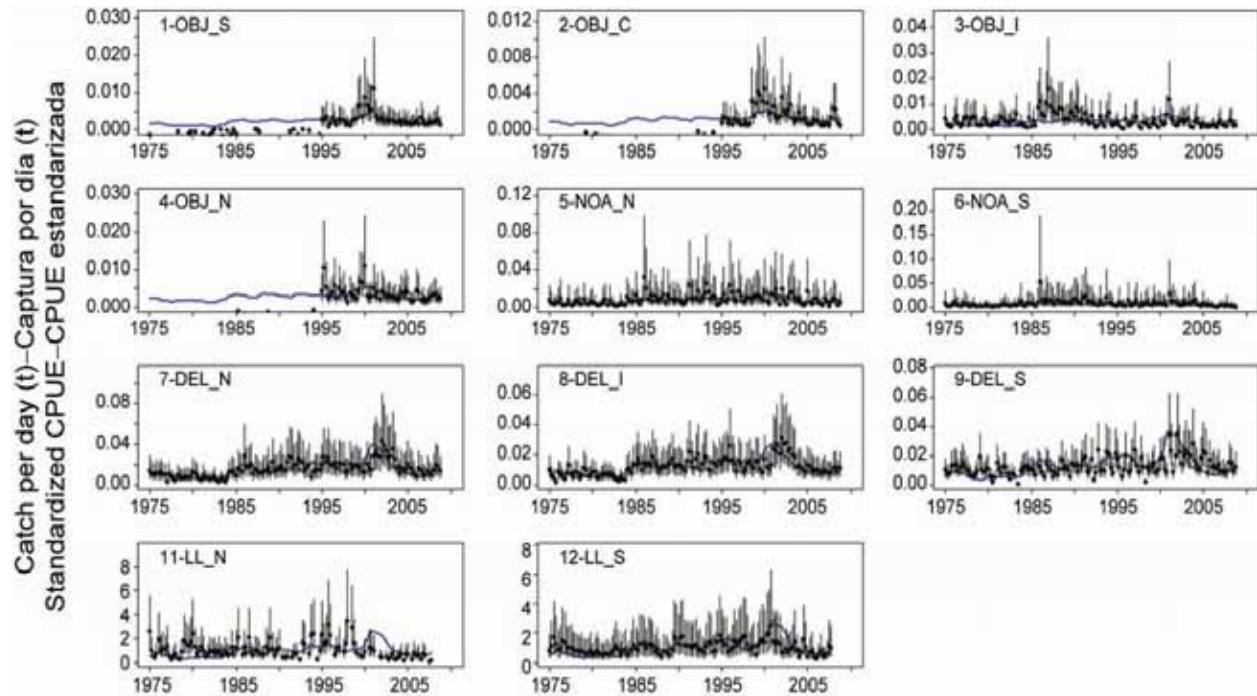 Catch per day (t)–Captura por día (t)
Standardized CPUE–CPUE estandarizada
1-OBJ_S
0.030
0.020
0.010
0.000
1975 1985 1995 2005
2-OBJ_C
0.012
0.008
0.004
0.000
1975 1985 1995 2005
3-OBJ_I
0.04
0.03
0.02
0.01
0.00
1975 1985 1995 2005
4-OBJ_N
0.030
0.020
0.010
0.000
1975 1985 1995 2005
5-NOA_N
0.12
0.08
0.04
0.00
1975 1985 1995 2005
6-NOA_S
0.20
0.15
0.10
0.05
0.00
1975 1985 1995 2005
7-DEL_N
0.08
0.04
0.00
1975 1985 1995 2005
8-DEL_I
0.06
0.04
0.02
0.00
1975 1985 1995 2005
9-DEL_S
0.08
0.06
0.04
0.02
0.00
1975 1985 1995 2005
11-LL_N
8
6
4
2
0
1975 1985 1995 2005
12-LL_S
8
6
4
2
0
1975 1985 1995 2005